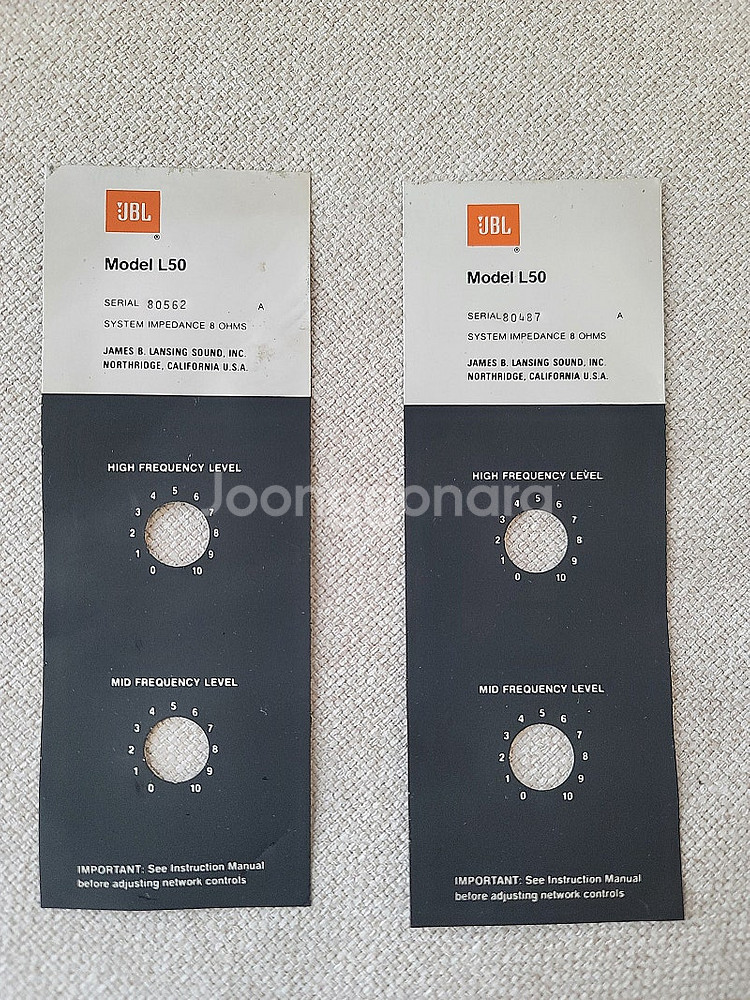 JBL
®
Model L50
SERIAL 80562 A
SYSTEM IMPEDANCE 8 OHMS
JAMES B. LANSING SOUND, INC.
NORTHRIDGE, CALIFORNIA U.S.A.
HIGH FREQUENCY LEVEL
0 1 2 3 4 5 6 7 8 9 10
MID FREQUENCY LEVEL
0 1 2 3 4 5 6 7 8 9 10
IMPORTANT: See Instruction Manual
before adjusting network controls
JBL
®
Model L50
SERIAL 80487 A
SYSTEM IMPEDANCE 8 OHMS
JAMES B. LANSING SOUND, INC.
NORTHRIDGE, CALIFORNIA U.S.A.
HIGH FREQUENCY LEVEL
0 1 2 3 4 5 6 7 8 9 10
MID FREQUENCY LEVEL
0 1 2 3 4 5 6 7 8 9 10
IMPORTANT: See Instruction Manual
before adjusting network controls
Joonggonara